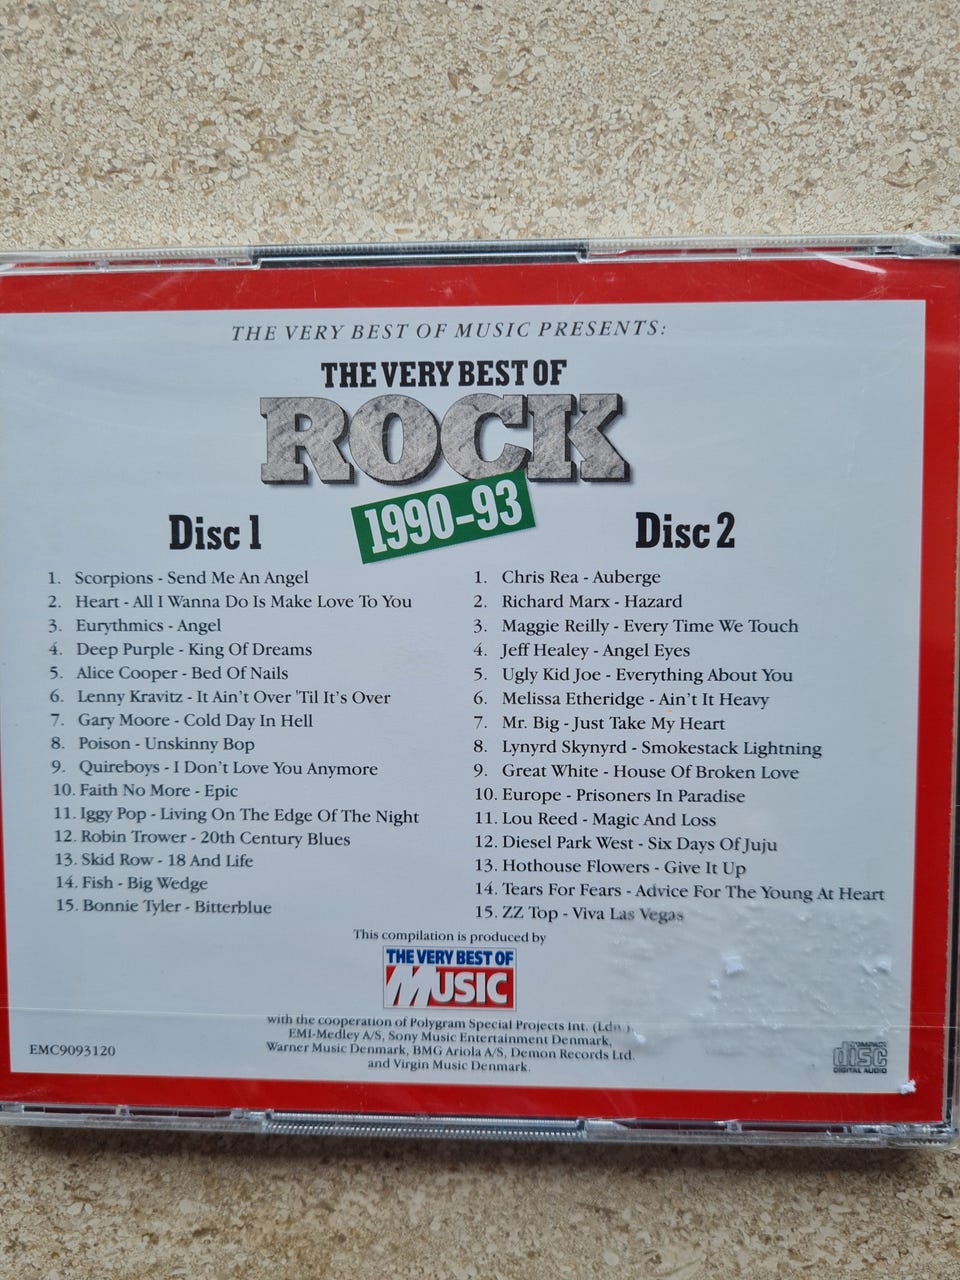 THE VERY BEST OF MUSIC PRESENTS:
THE VERY BEST OF
ROCK
1990-93
Disc 1
1. Scorpions - Send Me An Angel
2. Heart - All I Wanna Do Is Make Love To You
3. Eurythmics - Angel
4. Deep Purple - King Of Dreams
5. Alice Cooper - Bed Of Nails
6. Lenny Kravitz - It Ain't Over 'Til It's Over
7. Gary Moore - Cold Day In Hell
8. Poison - Unskinny Bop
9. Quireboys - I Don't Love You Anymore
10. Faith No More - Epic
11. Iggy Pop - Living On The Edge Of The Night
12. Robin Trower - 20th Century Blues
13. Skid Row - 18 And Life
14. Fish - Big Wedge
15. Bonnie Tyler - Bitterblue
Disc 2
1. Chris Rea - Auberge
2. Richard Marx - Hazard
3. Maggie Reilly - Every Time We Touch
4. Jeff Healey - Angel Eyes
5. Ugly Kid Joe - Everything About You
6. Melissa Etheridge - Ain't It Heavy
7. Mr. Big - Just Take My Heart
8. Lynyrd Skynyrd - Smokestack Lightning
9. Great White - House Of Broken Love
10. Europe - Prisoners In Paradise
11. Lou Reed - Magic And Loss
12. Diesel Park West - Six Days Of Juju
13. Hothouse Flowers - Give It Up
14. Tears For Fears - Advice For The Young At Heart
15. ZZ Top - Viva Las Vegas
This compilation is produced by
THE VERY BEST OF
MUSIC
with the cooperation of Polygram Special Projects Int. (Ldn.)
EMI-Medley A/S, Sony Music Entertainment Denmark,
Warner Music Denmark, BMG Ariola A/S, Demon Records Ltd.
and Virgin Music Denmark.
EMC9093120
COMPACT
disc
DIGITAL AUDIO